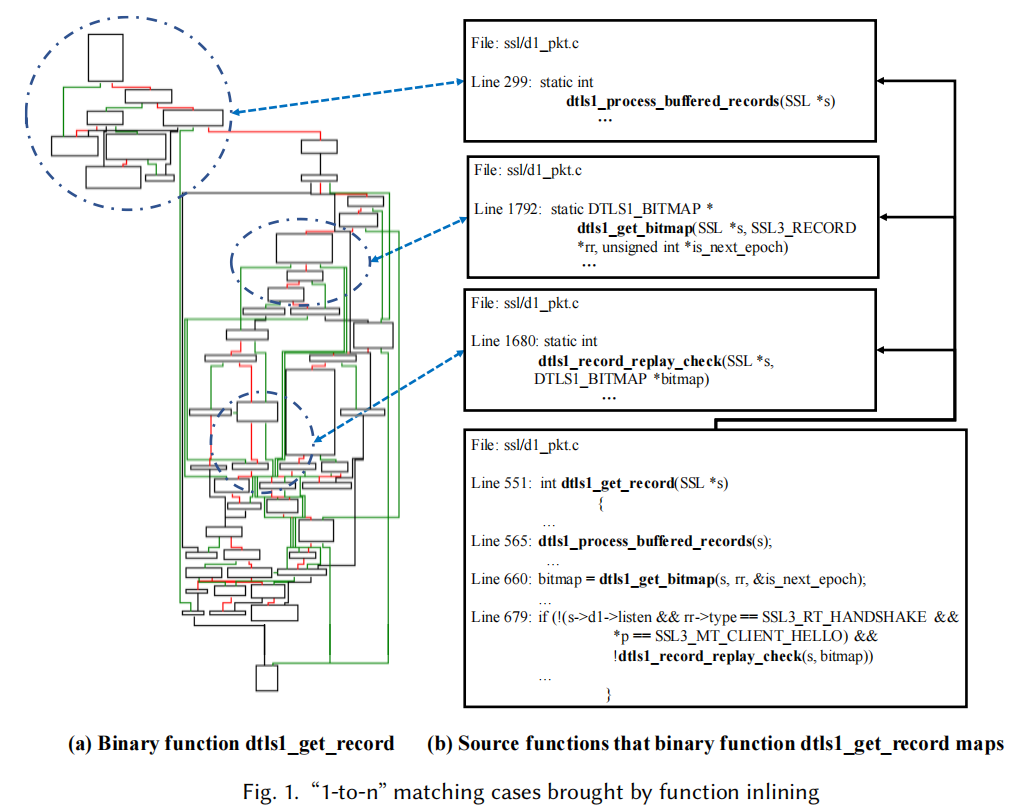 File: ssl/d1_pkt.c
Line 299: static int
dtls1_process_buffered_records(SSL *s)
...
File: ssl/d1_pkt.c
Line 1792: static DTLS1_BITMAP *
dtls1_get_bitmap(SSL *s, SSL3_RECORD
*rr, unsigned int *is_next_epoch)
...
File: ssl/d1_pkt.c
Line 1680: static int
dtls1_record_replay_check(SSL *s,
DTLS1_BITMAP *bitmap)
...
File: ssl/d1_pkt.c
Line 551: int dtls1_get_record(SSL *s)
{
...
Line 565: dtls1_process_buffered_records(s);
...
Line 660: bitmap = dtls1_get_bitmap(s, rr, &is_next_epoch);
...
Line 679: if (!(s->d1->listen && rr->type == SSL3_RT_HANDSHAKE &&
*p == SSL3_MT_CLIENT_HELLO) &&
!dtls1_record_replay_check(s, bitmap))
...
}
(a) Binary function dtls1_get_record
(b) Source functions that binary function dtls1_get_record maps
Fig. 1. “1-to-n” matching cases brought by function inlining